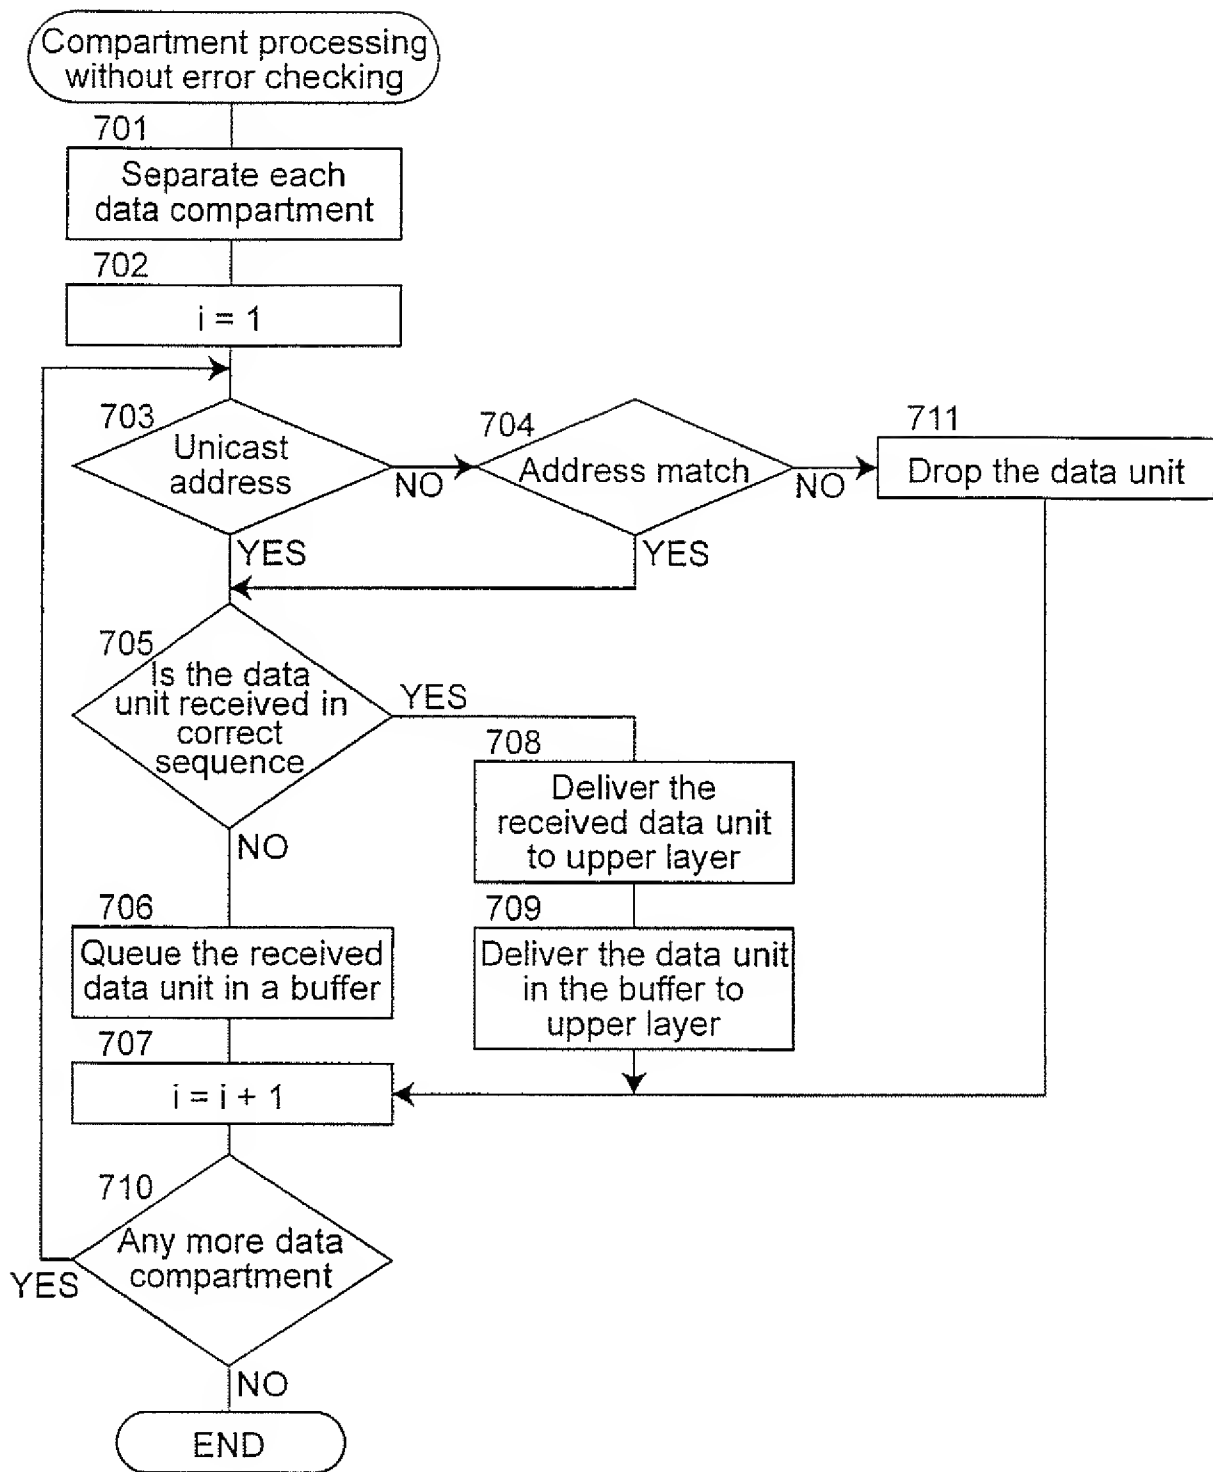 Compartment processing
without error checking
701
Separate each
data compartment
702
i = 1
703
Unicast
address
NO
YES
704
Address match
NO
YES
711
Drop the data unit
705
Is the data
unit received in
correct
sequence
YES
NO
708
Deliver the
received data unit
to upper layer
709
Deliver the data unit
in the buffer to
upper layer
706
Queue the received
data unit in a buffer
707
i = i + 1
710
Any more data
compartment
YES
NO
END